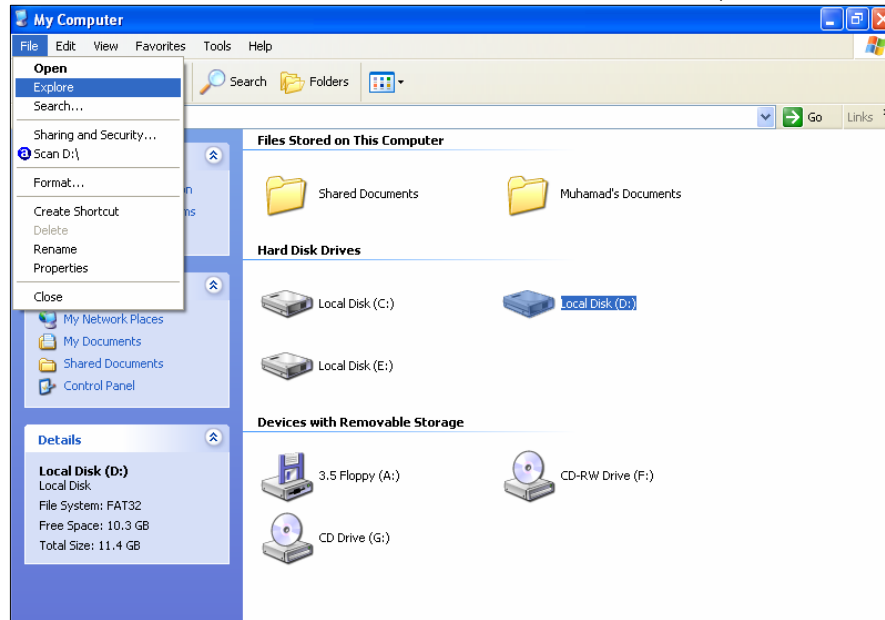 My Computer
File Edit View Favorites Tools Help
Open
Explore
Search...
Sharing and Security...
Scan D:\
Format...
Create Shortcut
Delete
Rename
Properties
Close
Search Folders
Go Links
Files Stored on This Computer
Shared Documents Muhamad's Documents
Hard Disk Drives
Local Disk (C:) Local Disk (D:)
Local Disk (E:)
Devices with Removable Storage
3.5 Floppy (A:) CD-RW Drive (F:)
CD Drive (G:)
My Network Places
My Documents
Shared Documents
Control Panel
Details
Local Disk (D:)
Local Disk
File System: FAT32
Free Space: 10.3 GB
Total Size: 11.4 GB